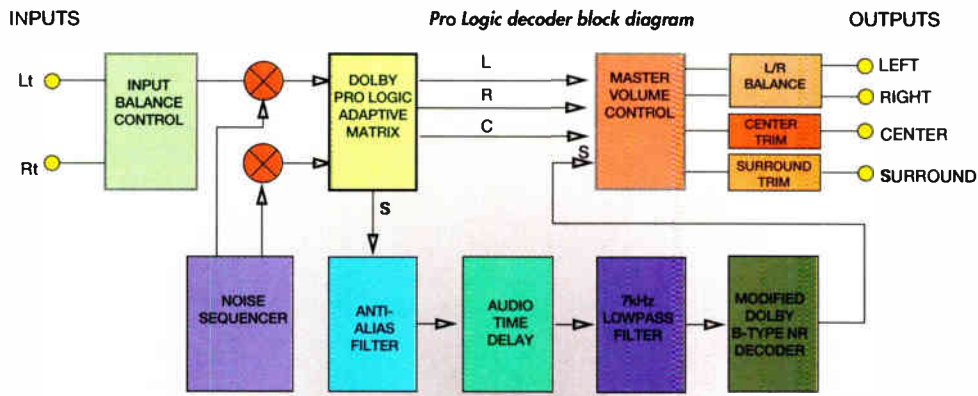 INPUTS
Pro Logic decoder block diagram
OUTPUTS
Lt
Rt
INPUT
BALANCE
CONTROL
DOLBY
PRO LOGIC
ADAPTIVE
MATRIX
L
R
C
S
S
MASTER
VOLUME
CONTROL
L/R
BALANCE
CENTER
TRIM
SURROUND
TRIM
LEFT
RIGHT
CENTER
SURROUND
NOISE
SEQUENCER
ANTI-
ALIAS
FILTER
AUDIO
TIME
DELAY
7kHz
LOWPASS
FILTER
MODIFIED
DOLBY
B-TYPE NR
DECODER